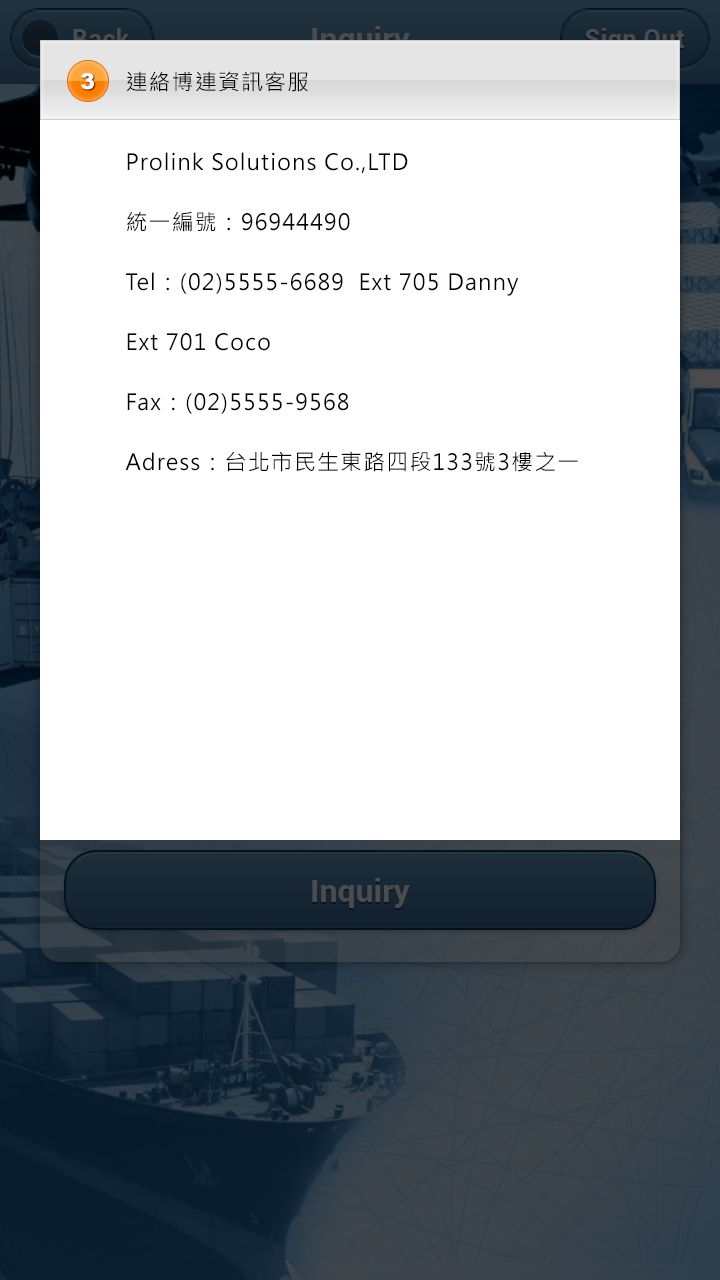 Back
Inquiry
Sign Out
3
連絡博連資訊客服
Prolink Solutions Co.,LTD
統一編號：96944490
Tel：(02)5555-6689 Ext 705 Danny
Ext 701 Coco
Fax：(02)5555-9568
Adress：台北市民生東路四段133號3樓之一
Inquiry